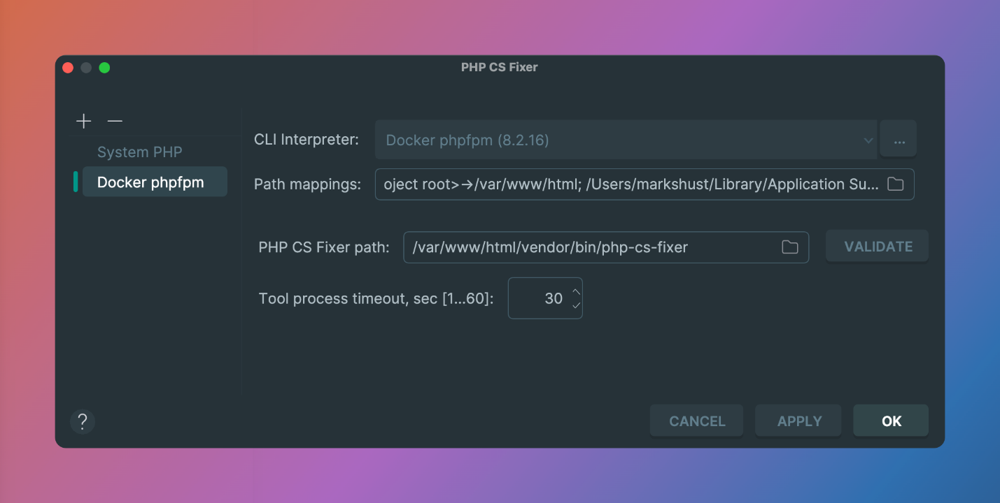 PHP CS Fixer
System PHP
Docker phpfpm
CLI Interpreter: Docker phpfpm (8.2.16) ...
Path mappings: oject root>→/var/www/html; /Users/markshust/Library/Application Su...
PHP CS Fixer path: /var/www/html/vendor/bin/php-cs-fixer VALIDATE
Tool process timeout, sec [1...60]: 30
? CANCEL APPLY OK